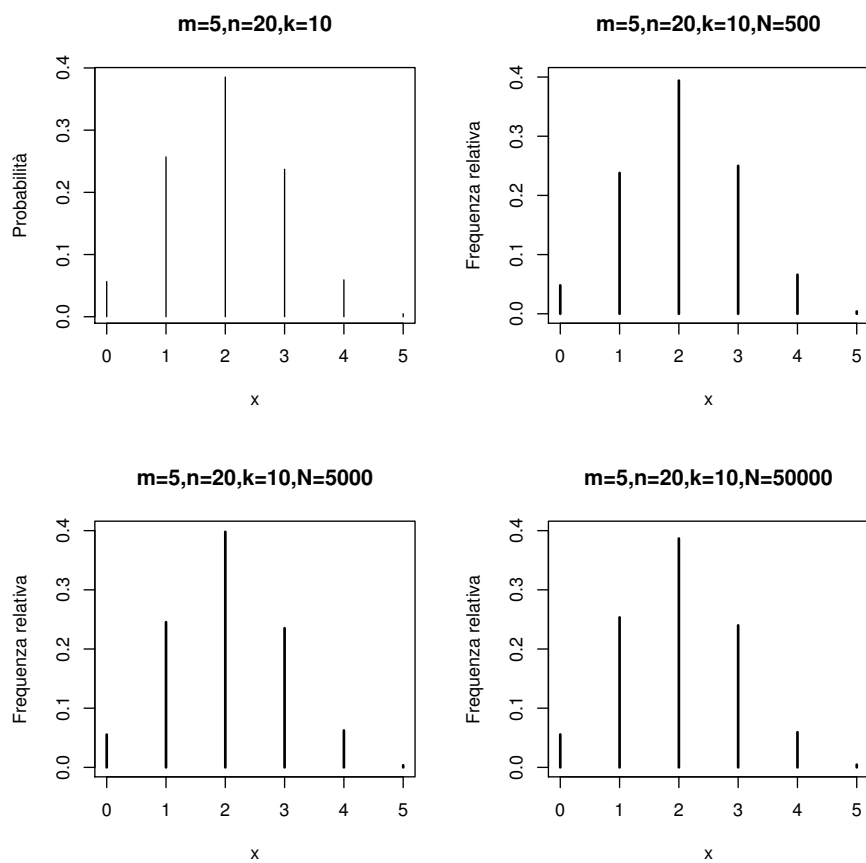 m=5,n=20,k=10
Probabilità
0.0 0.1 0.2 0.3 0.4
0 1 2 3 4 5
x
m=5,n=20,k=10,N=500
Frequenza relativa
0.0 0.1 0.2 0.3 0.4
0 1 2 3 4 5
x
m=5,n=20,k=10,N=5000
Frequenza relativa
0.0 0.1 0.2 0.3 0.4
0 1 2 3 4 5
x
m=5,n=20,k=10,N=50000
Frequenza relativa
0.0 0.1 0.2 0.3 0.4
0 1 2 3 4 5
x